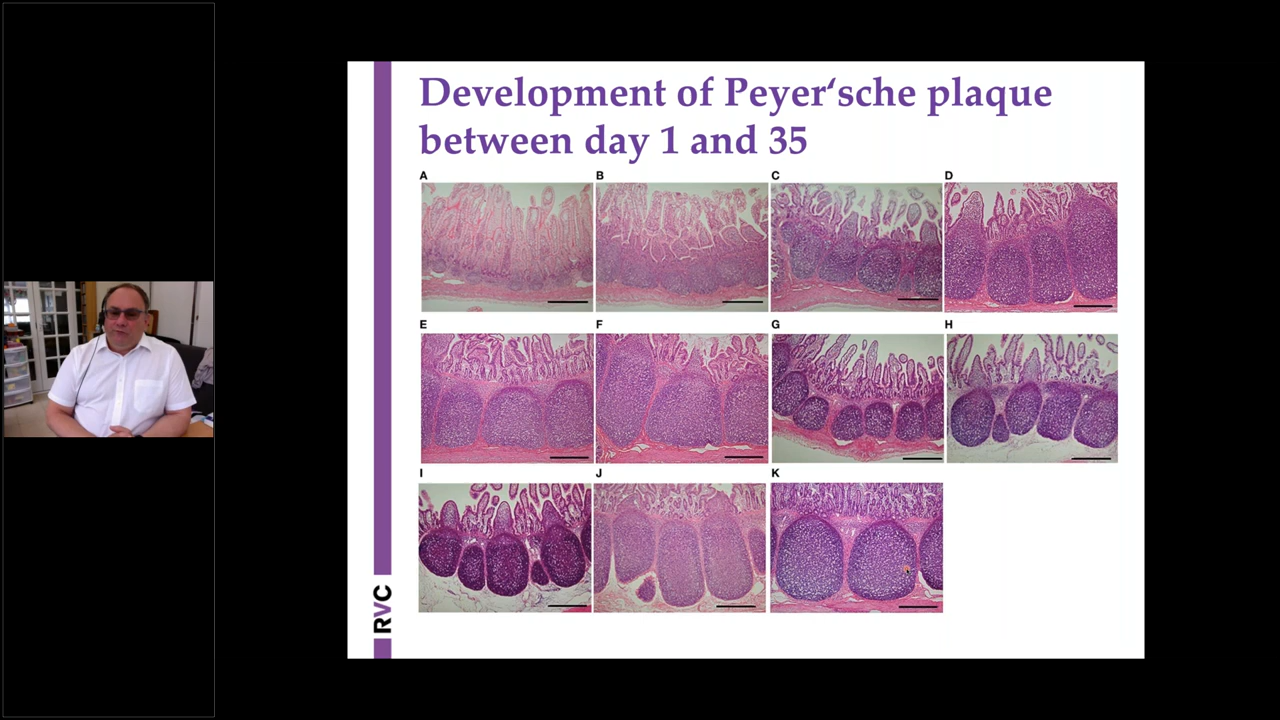 Development of Peyer‘sche plaque
between day 1 and 35
A B C D
E F G H
I J K
RVC